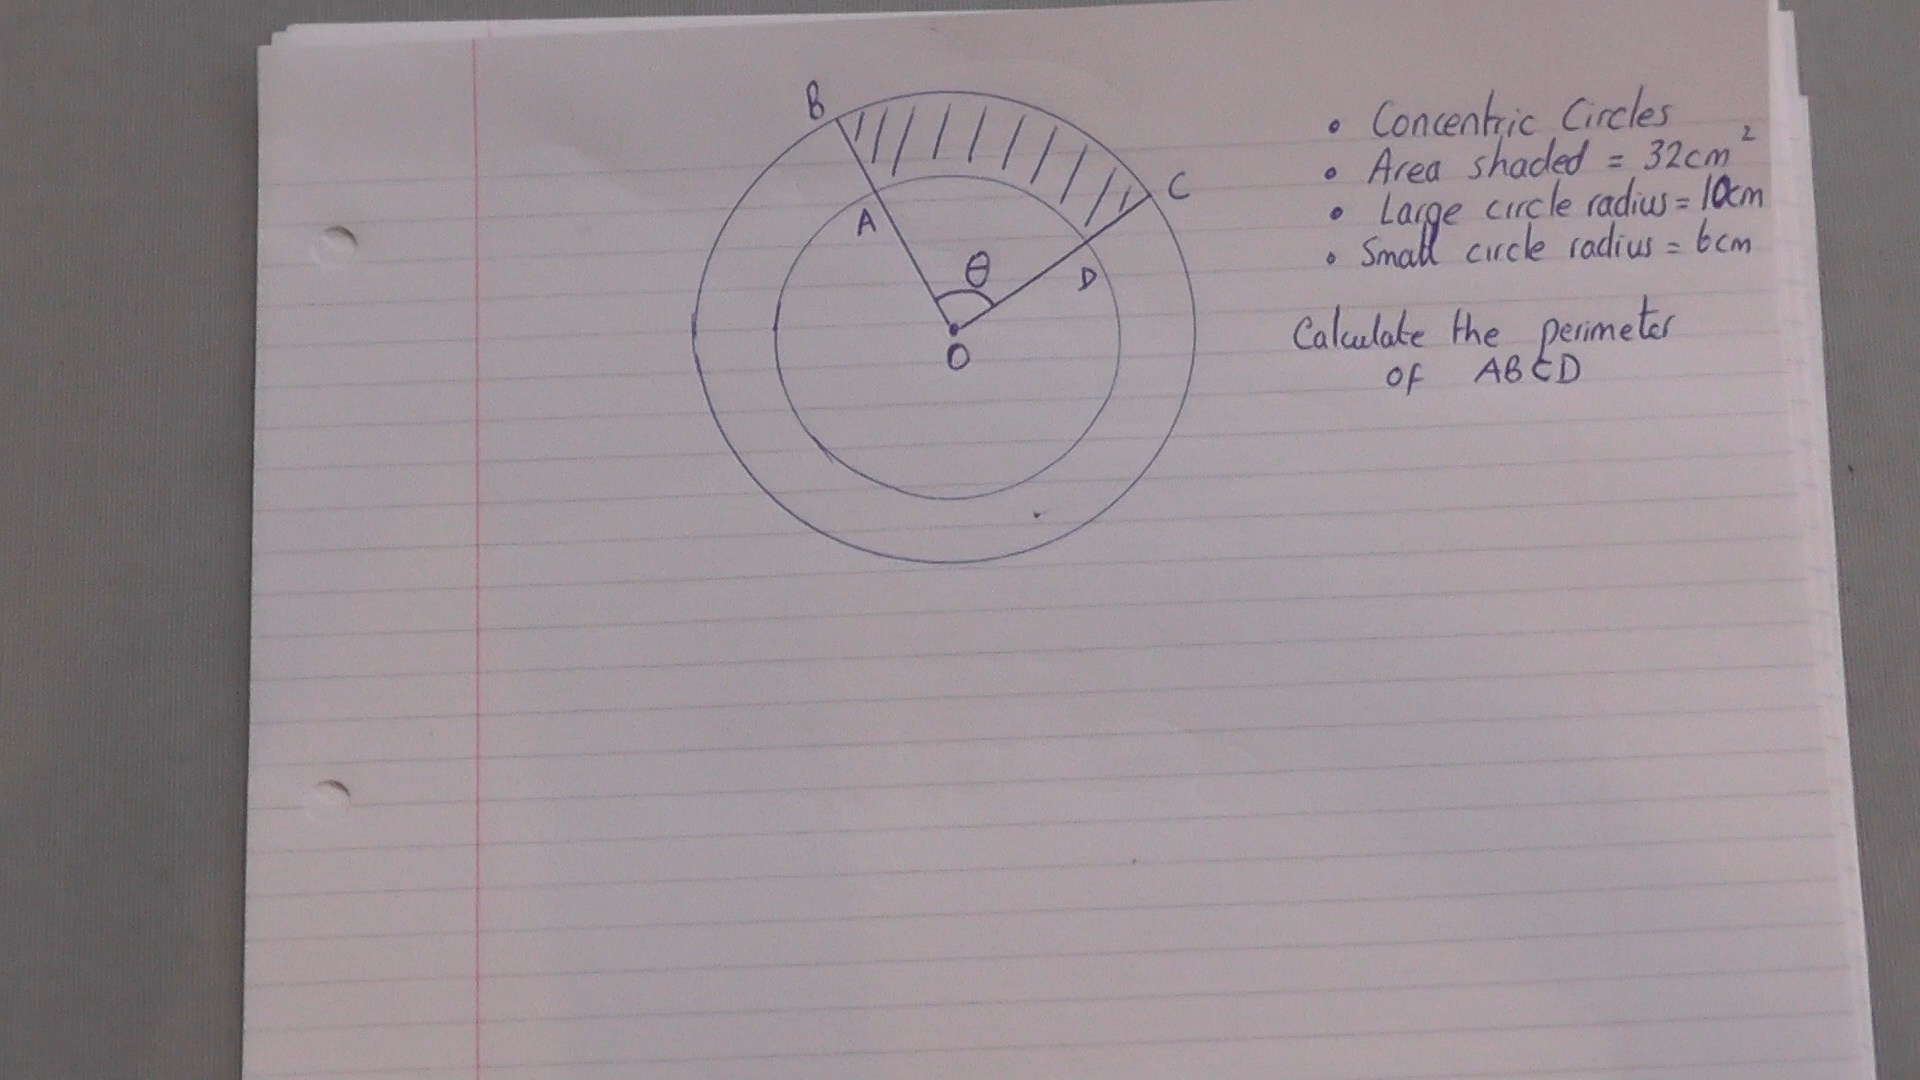 B
C
A
D
θ
O
• Concentric Circles
• Area shaded = 32cm²
• Large circle radius = 10cm
• Small circle radius = 6cm
Calculate the perimeter
of ABCD